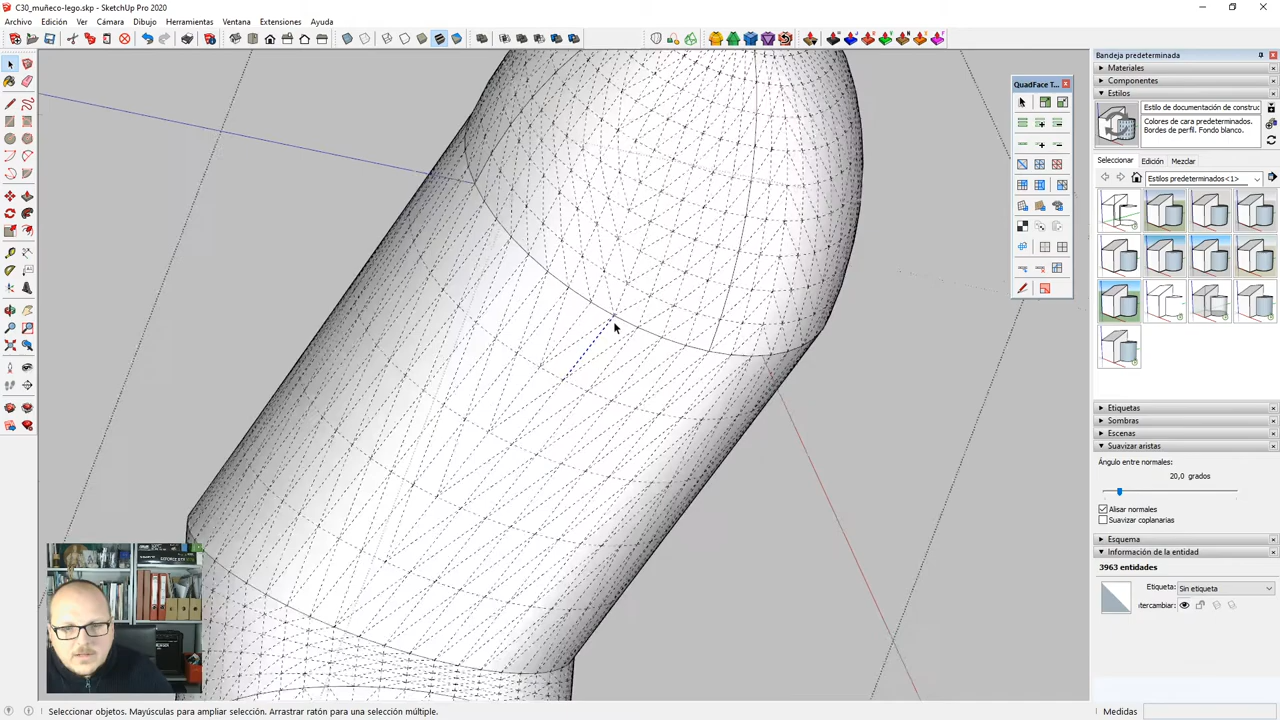 C30_muñeco-lego.skp - SketchUp Pro 2020
Archivo Edición Ver Cámara Dibujo Herramientas Ventana Extensiones Ayuda
Bandeja predeterminada
Materiales
Componentes
Estilos
Estilo de documentación de construc
Colores de cara predeterminados.
Bordes de perfil. Fondo blanco.
Seleccionar Edición Mezclar
Estilos predeterminados<1>
QuadFace T...
Etiquetas
Sombras
Escenas
Suavizar aristas
Ángulo entre normales:
20,0 grados
Alisar normales
Suavizar coplanarias
Esquema
Información de la entidad
3963 entidades
Etiqueta: Sin etiqueta
ntercambiar:
Seleccionar objetos. Mayúsculas para ampliar selección. Arrastrar ratón para una selección múltiple.
Medidas